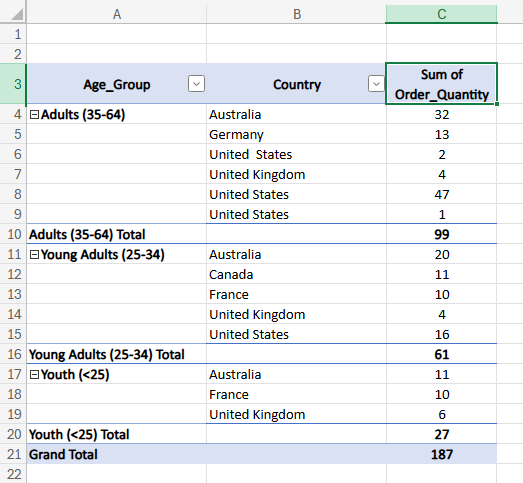 A B C
1
2
3 Age_Group Country Sum of
Order_Quantity
4 Adults (35-64) Australia 32
5 Germany 13
6 United  States 2
7 United Kingdom 4
8 United States 47
9 United States 1
10 Adults (35-64) Total 99
11 Young Adults (25-34) Australia 20
12 Canada 11
13 France 10
14 United Kingdom 4
15 United States 16
16 Young Adults (25-34) Total 61
17 Youth (<25) Australia 11
18 France 10
19 United Kingdom 6
20 Youth (<25) Total 27
21 Grand Total 187
22